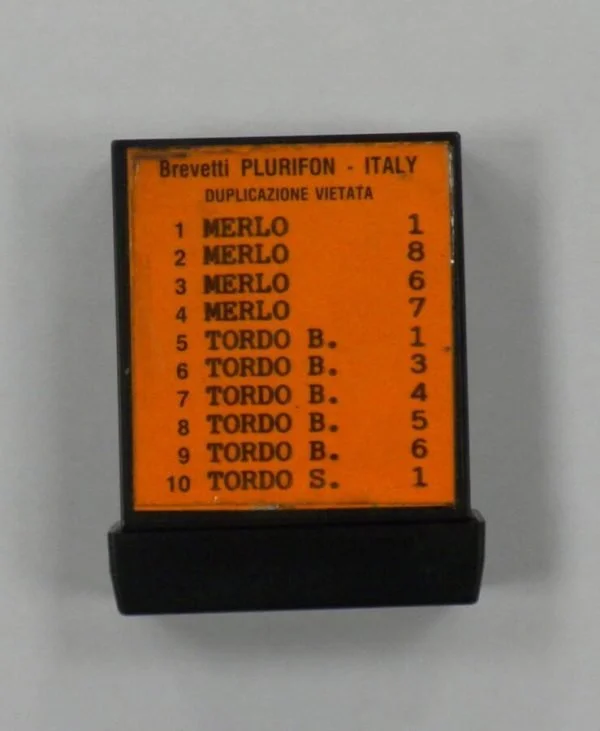 Brevetti PLURIFON - ITALY
DUPLICAZIONE VIETATA
1 MERLO 1
2 MERLO 8
3 MERLO 6
4 MERLO 7
5 TORDO B. 1
6 TORDO B. 3
7 TORDO B. 4
8 TORDO B. 5
9 TORDO B. 6
10 TORDO S. 1